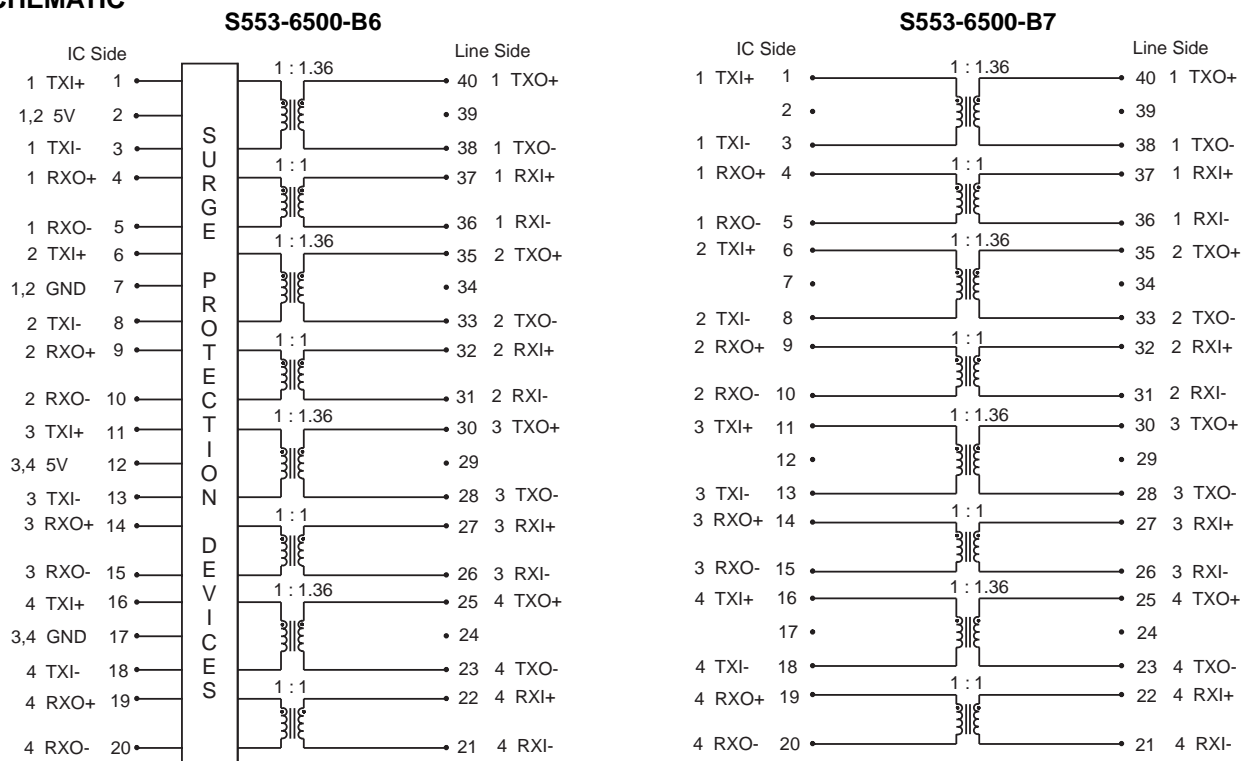 CHEMATIC
S553-6500-B6
IC Side
Line Side
1 TXI+ 1
1 : 1.36
40 1 TXO+
1,2 5V 2
39
1 TXI- 3
38 1 TXO-
1 RXO+ 4
1 : 1
37 1 RXI+
1 RXO- 5
36 1 RXI-
2 TXI+ 6
1 : 1.36
35 2 TXO+
1,2 GND 7
34
2 TXI- 8
33 2 TXO-
2 RXO+ 9
1 : 1
32 2 RXI+
2 RXO- 10
31 2 RXI-
3 TXI+ 11
1 : 1.36
30 3 TXO+
3,4 5V 12
29
3 TXI- 13
28 3 TXO-
3 RXO+ 14
1 : 1
27 3 RXI+
3 RXO- 15
26 3 RXI-
4 TXI+ 16
1 : 1.36
25 4 TXO+
3,4 GND 17
24
4 TXI- 18
23 4 TXO-
4 RXO+ 19
1 : 1
22 4 RXI+
4 RXO- 20
21 4 RXI-
SURGE PROTECTION DEVICES
S553-6500-B7
IC Side
Line Side
1 TXI+ 1
1 : 1.36
40 1 TXO+
2
39
1 TXI- 3
38 1 TXO-
1 RXO+ 4
1 : 1
37 1 RXI+
1 RXO- 5
36 1 RXI-
2 TXI+ 6
1 : 1.36
35 2 TXO+
7
34
2 TXI- 8
33 2 TXO-
2 RXO+ 9
1 : 1
32 2 RXI+
2 RXO- 10
31 2 RXI-
3 TXI+ 11
1 : 1.36
30 3 TXO+
12
29
3 TXI- 13
28 3 TXO-
3 RXO+ 14
1 : 1
27 3 RXI+
3 RXO- 15
26 3 RXI-
4 TXI+ 16
1 : 1.36
25 4 TXO+
17
24
4 TXI- 18
23 4 TXO-
4 RXO+ 19
1 : 1
22 4 RXI+
4 RXO- 20
21 4 RXI-